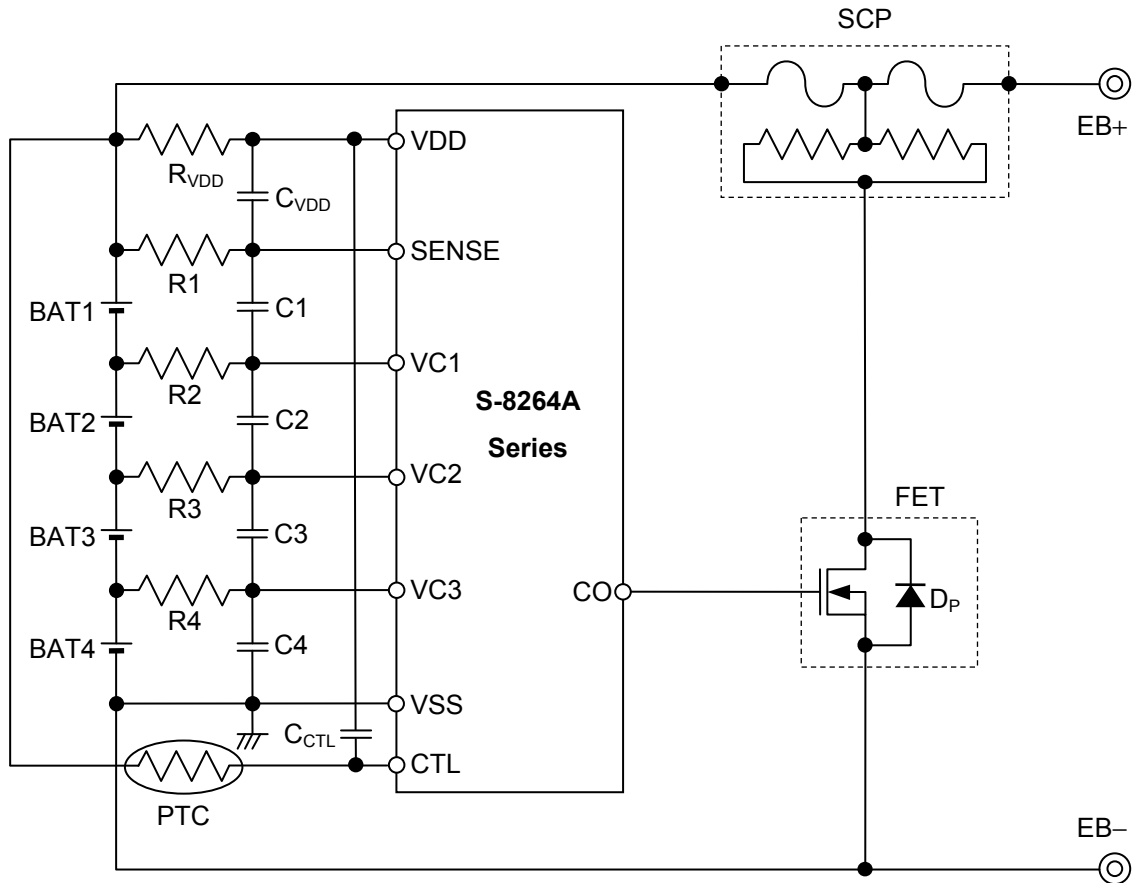 SCP
EB+
VDD
RVDD
CVDD
SENSE
R1
BAT1
C1
VC1
R2
S-8264A
Series
BAT2
C2
VC2
R3
FET
BAT3
C3
VC3
CO
DP
R4
BAT4
C4
VSS
CCTL
CTL
PTC
EB−